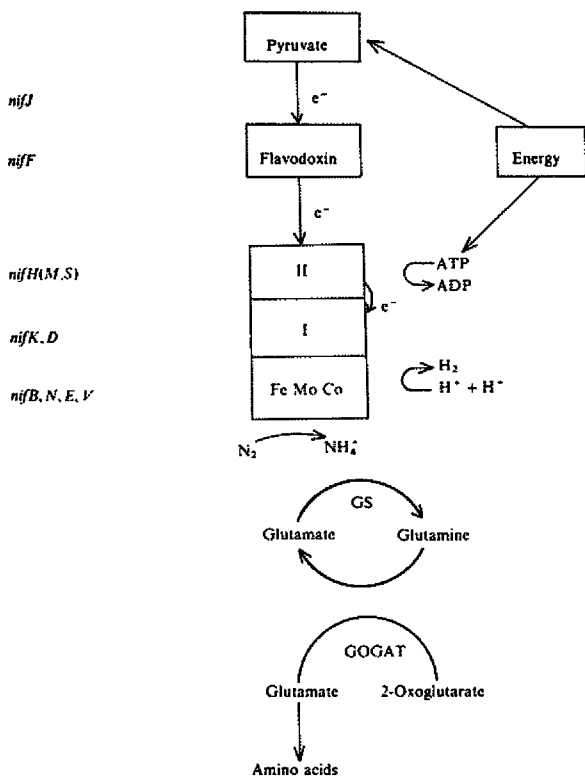 Pyruvate
nifJ
e⁻
nifF
Flavodoxin
Energy
e⁻
nifH(M,S)
II
ATP
ADP
e⁻
nifK, D
I
H₂
nifB, N, E, V
Fe Mo Co
H⁺ + H⁺
N₂
NH₄⁺
GS
Glutamate
Glutamine
GOGAT
Glutamate
2-Oxoglutarate
Amino acids